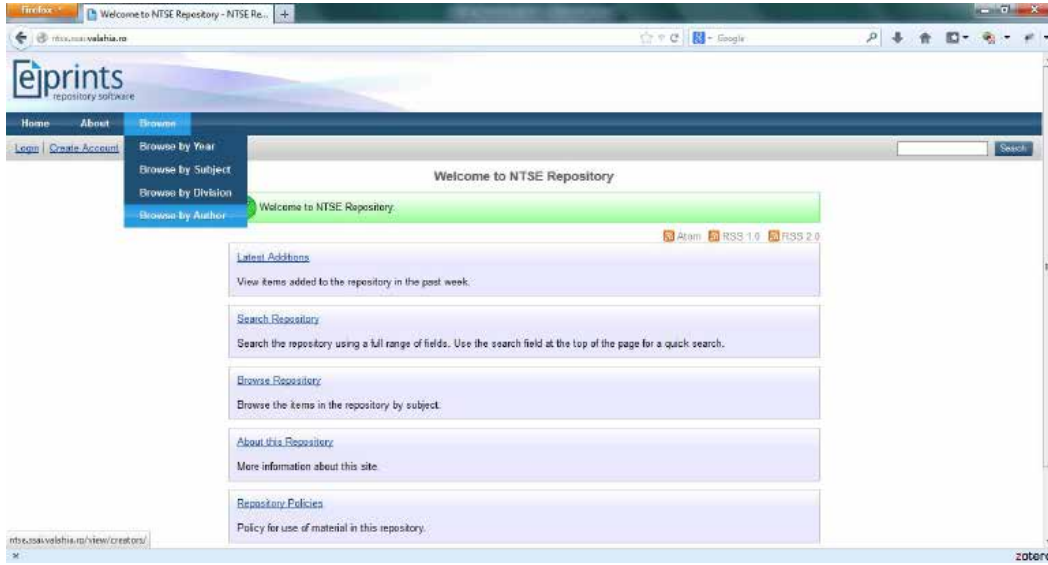 Firefox
Welcome to NTSE Repository - NTSE Re...
ntse.ssai.valahia.ro
Google
eprints
repository software
Home About Browse
Login | Create Account
Search
Browse by Year
Browse by Subject
Browse by Division
Browse by Author
Welcome to NTSE Repository
Welcome to NTSE Repository.
Atom RSS 1.0 RSS 2.0
Latest Additions
View items added to the repository in the past week.
Search Repository
Search the repository using a full range of fields. Use the search field at the top of the page for a quick search.
Browse Repository
Browse the items in the repository by subject.
About this Repository
More information about this site.
Repository Policies
Policy for use of material in this repository.
ntse.ssai.valahia.ro/view/creators/
zotero